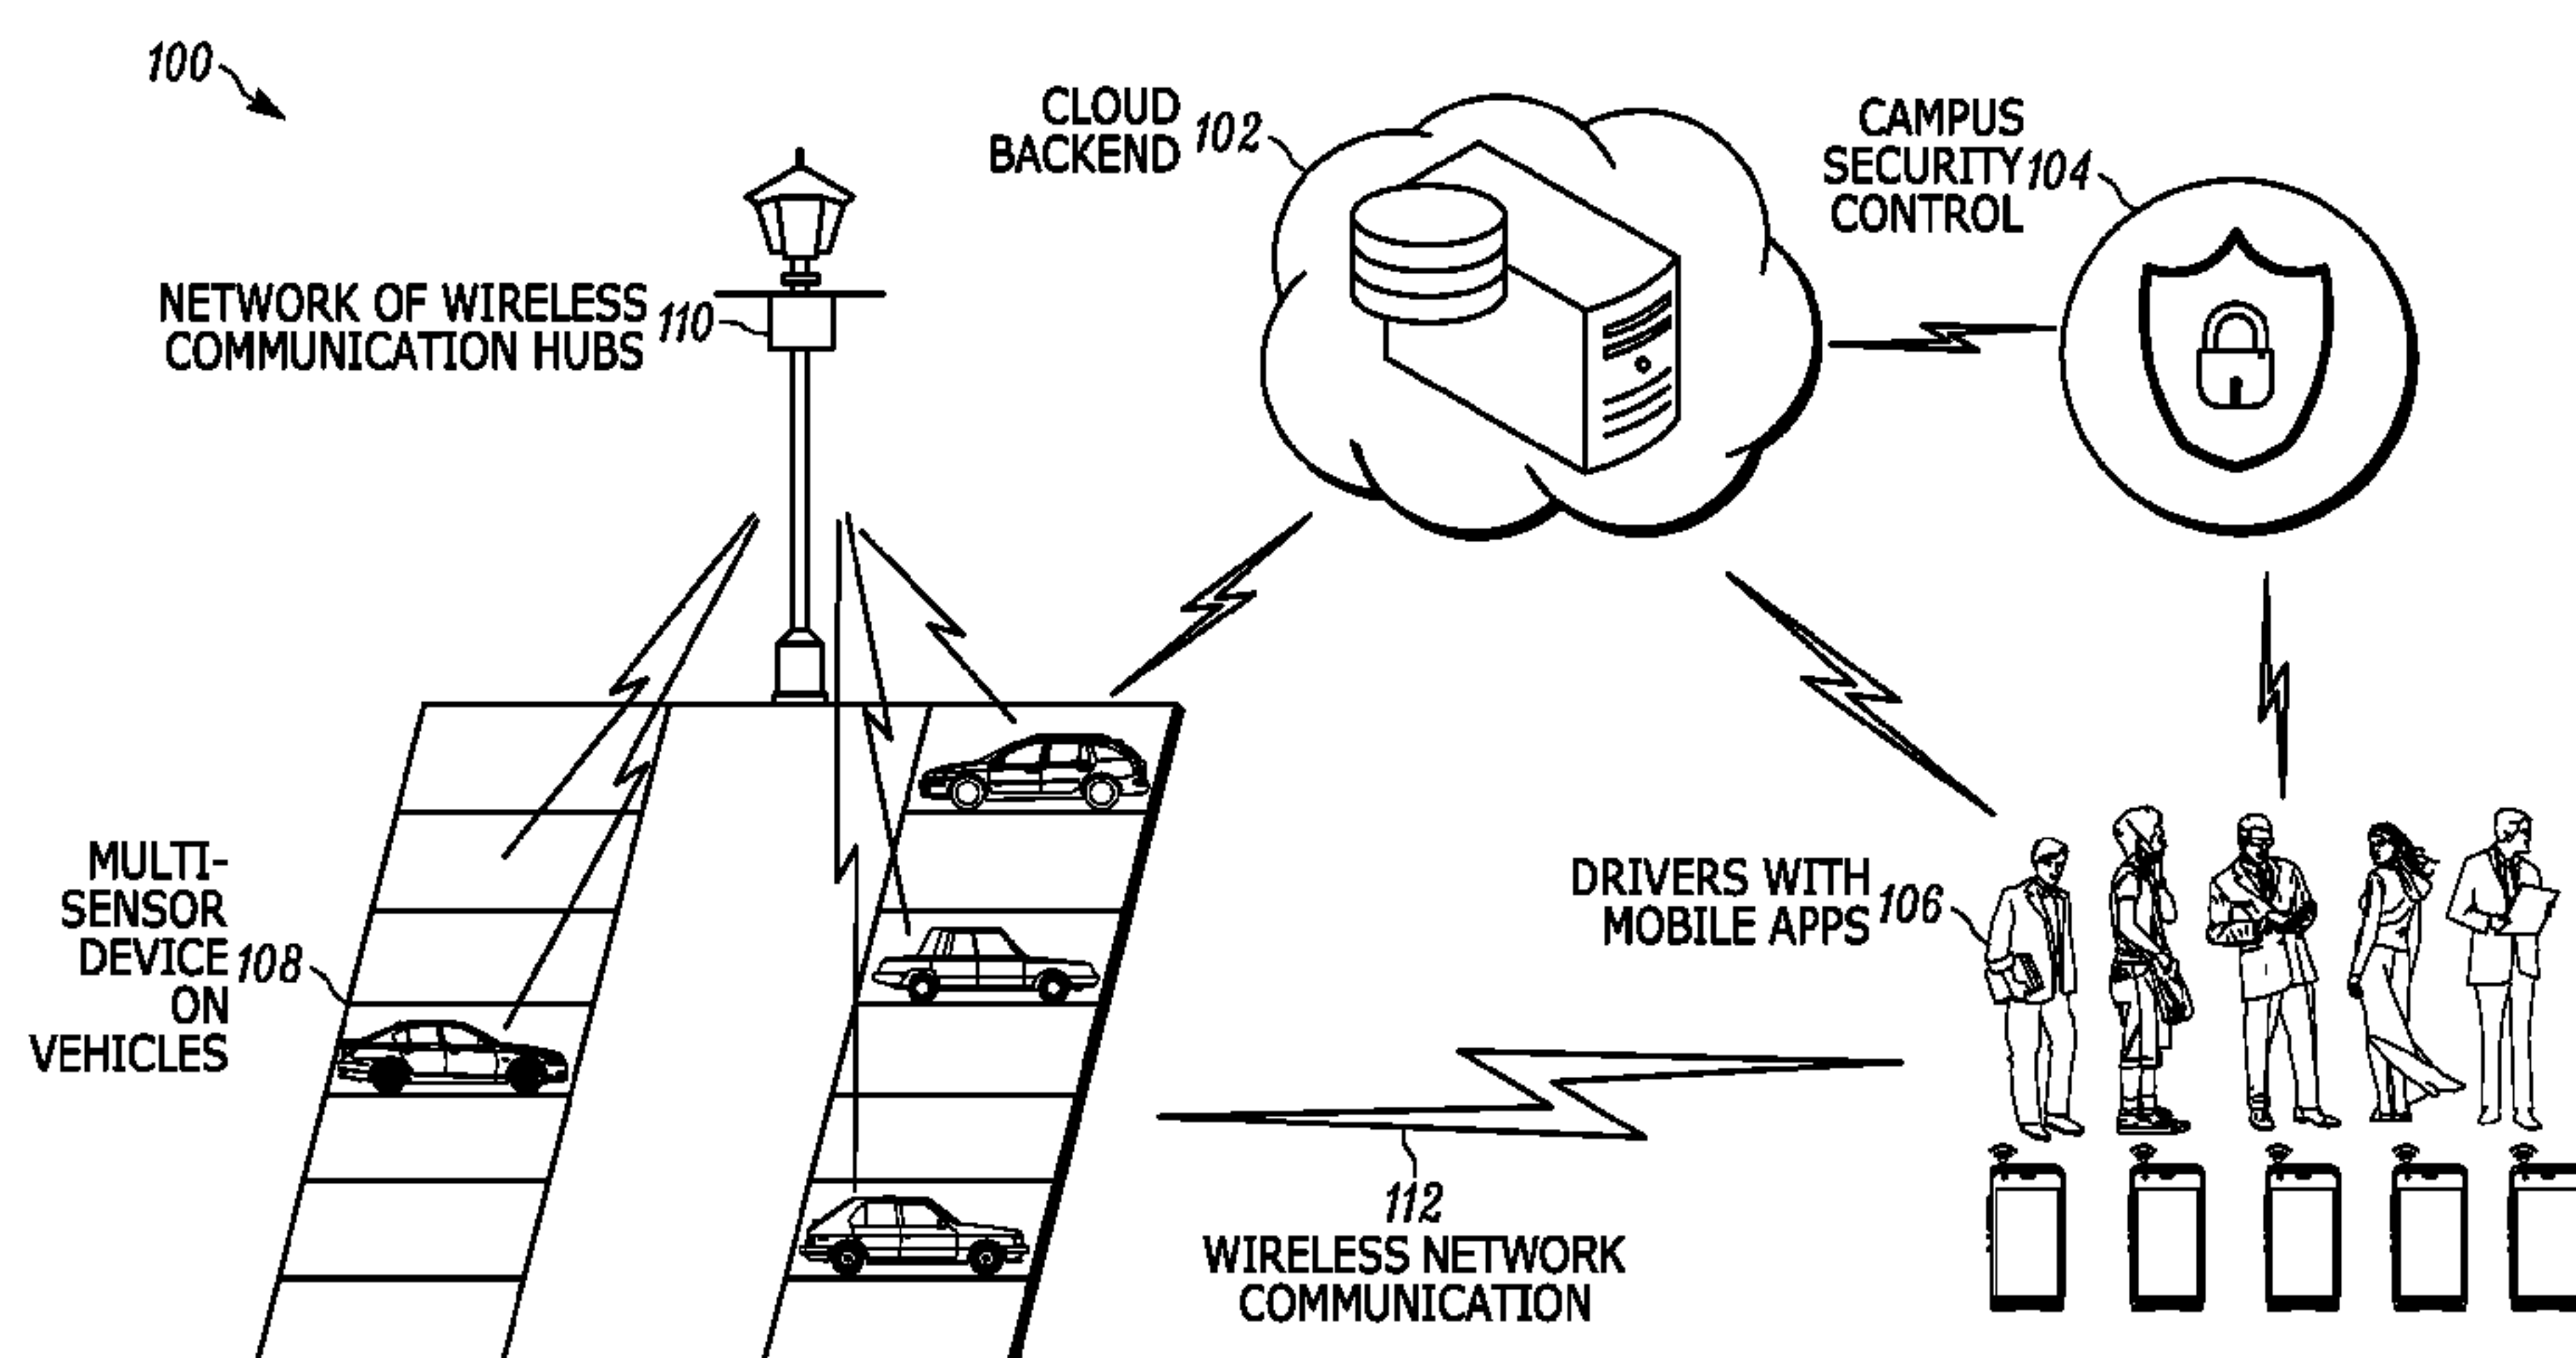 100
CLOUD
BACKEND 102
CAMPUS
SECURITY 104
CONTROL
NETWORK OF WIRELESS
COMMUNICATION HUBS 110
MULTI-
SENSOR
DEVICE 108
ON
VEHICLES
DRIVERS WITH
MOBILE APPS 106
112
WIRELESS NETWORK
COMMUNICATION